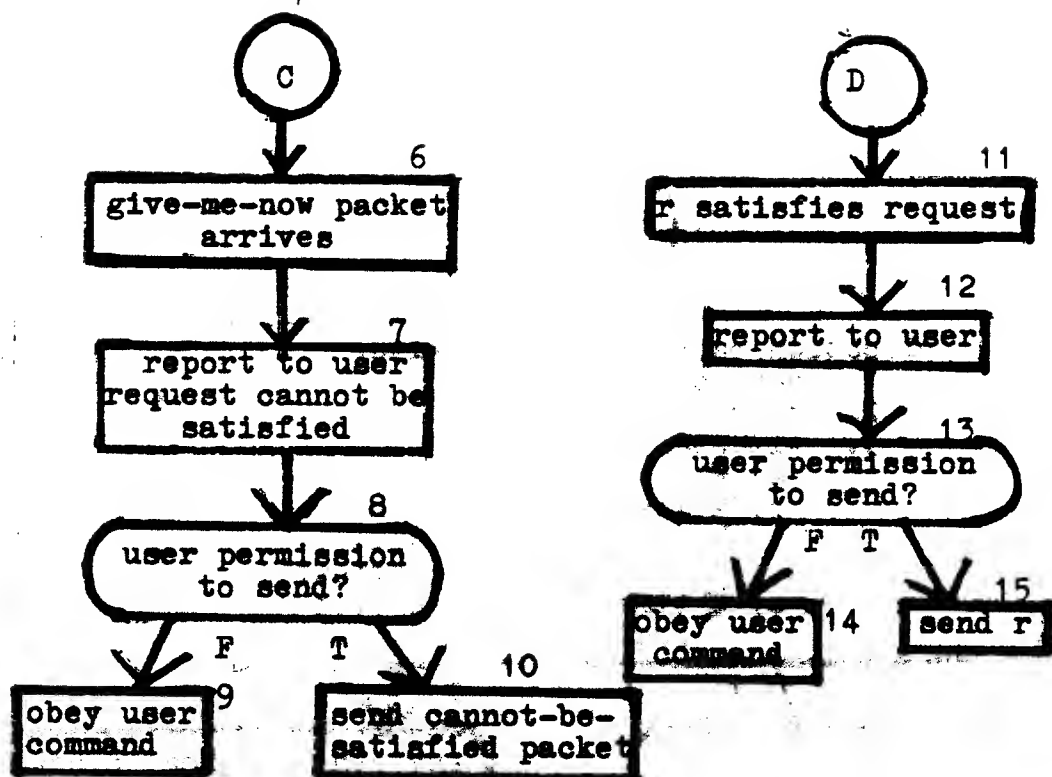 C
6
give-me-now packet
arrives
7
report to user
request cannot be
satisfied
8
user permission
to send?
F T
9
obey user
command
10
send cannot-be-
satisfied packet
D
11
r satisfies request
12
report to user
13
user permission
to send?
F T
obey user
command
14
15
send r